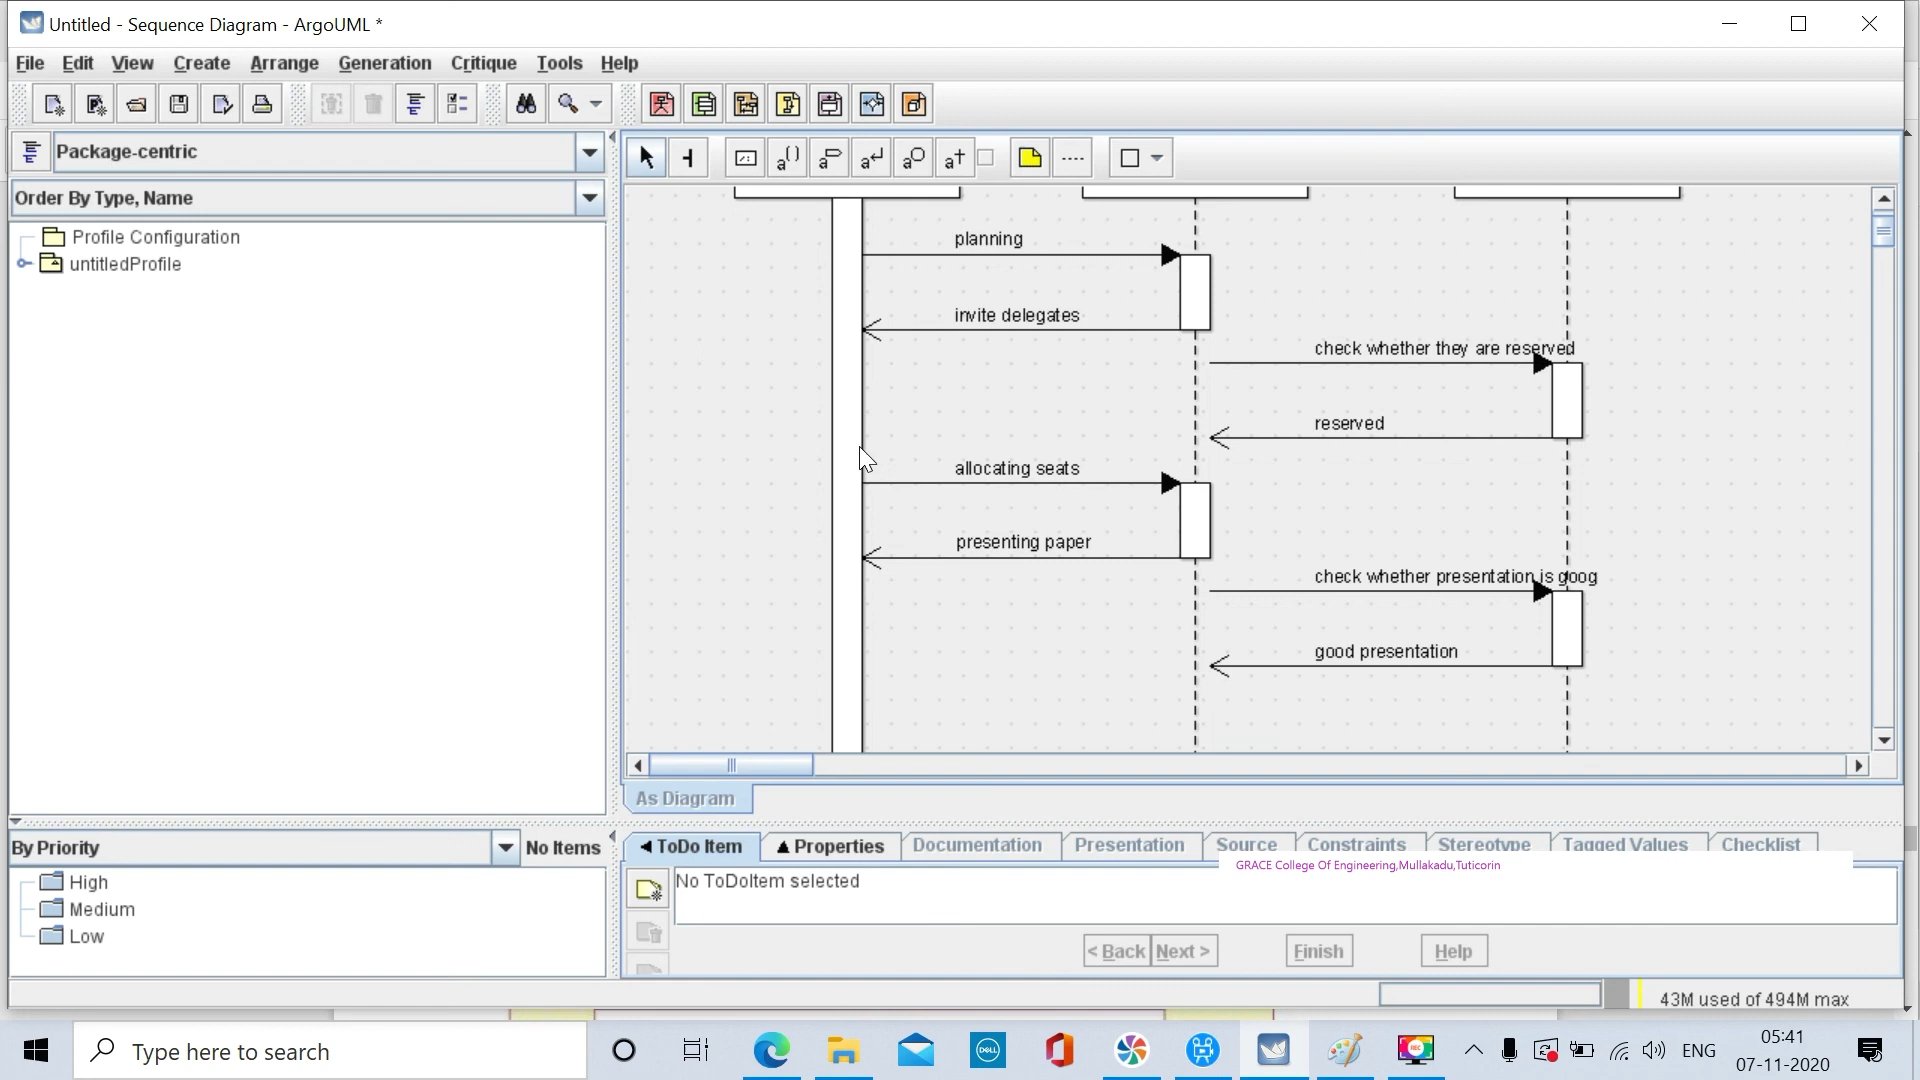 Untitled - Sequence Diagram - ArgoUML *
File Edit View Create Arrange Generation Critique Tools Help
Package-centric
Order By Type, Name
Profile Configuration
untitledProfile
planning
invite delegates
check whether they are reserved
reserved
allocating seats
presenting paper
check whether presentation is goog
good presentation
As Diagram
By Priority No Items
High
Medium
Low
ToDo Item Properties Documentation Presentation Source Constraints Stereotype Tagged Values Checklist
GRACE College Of Engineering,Mullakadu,Tuticorin
No ToDoItem selected
< Back Next > Finish Help
43M used of 494M max
Type here to search
DELL
REC
ENG
05:41
07-11-2020